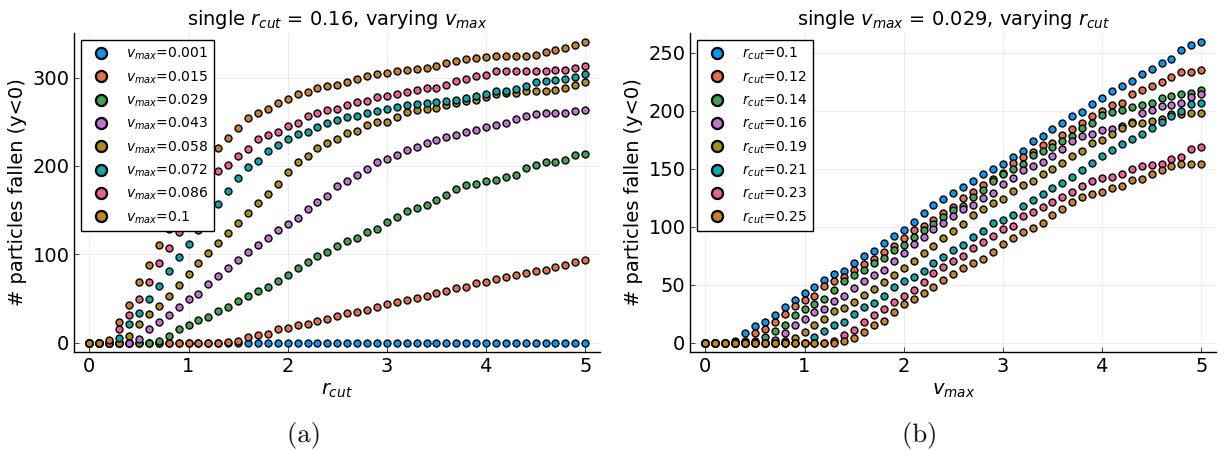 single r_cut = 0.16, varying v_max
# particles fallen (y<0)
300
200
100
0
v_max=0.001
v_max=0.015
v_max=0.029
v_max=0.043
v_max=0.058
v_max=0.072
v_max=0.086
v_max=0.1
0 1 2 3 4 5
r_cut
(a)
single v_max = 0.029, varying r_cut
# particles fallen (y<0)
250
200
150
100
50
0
r_cut=0.1
r_cut=0.12
r_cut=0.14
r_cut=0.16
r_cut=0.19
r_cut=0.21
r_cut=0.23
r_cut=0.25
0 1 2 3 4 5
v_max
(b)